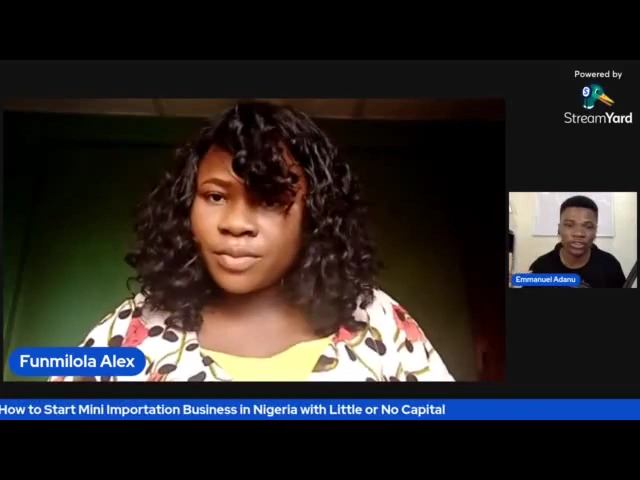 Powered by
StreamYard
Emmanuel Adanu
Funmilola Alex
How to Start Mini Importation Business in Nigeria with Little or No Capital